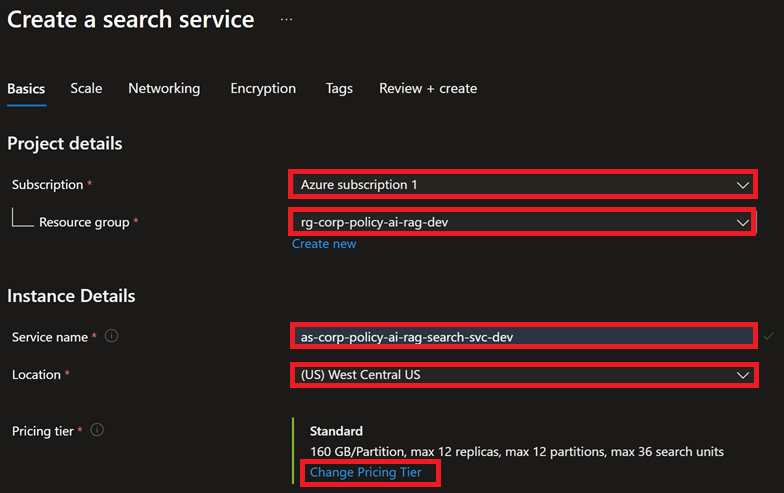 Create a search service ...
Basics Scale Networking Encryption Tags Review + create
Project details
Subscription * Azure subscription 1
Resource group * rg-corp-policy-ai-rag-dev
Create new
Instance Details
Service name * as-corp-policy-ai-rag-search-svc-dev
Location * (US) West Central US
Pricing tier * Standard
160 GB/Partition, max 12 replicas, max 12 partitions, max 36 search units
Change Pricing Tier